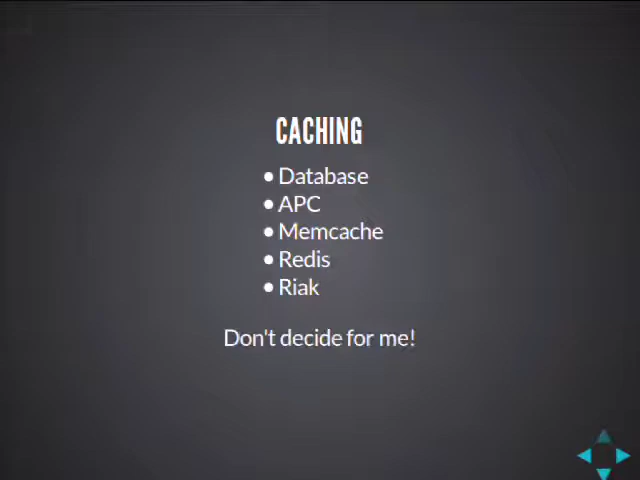 CACHING
• Database
• APC
• Memcache
• Redis
• Riak
Don't decide for me!